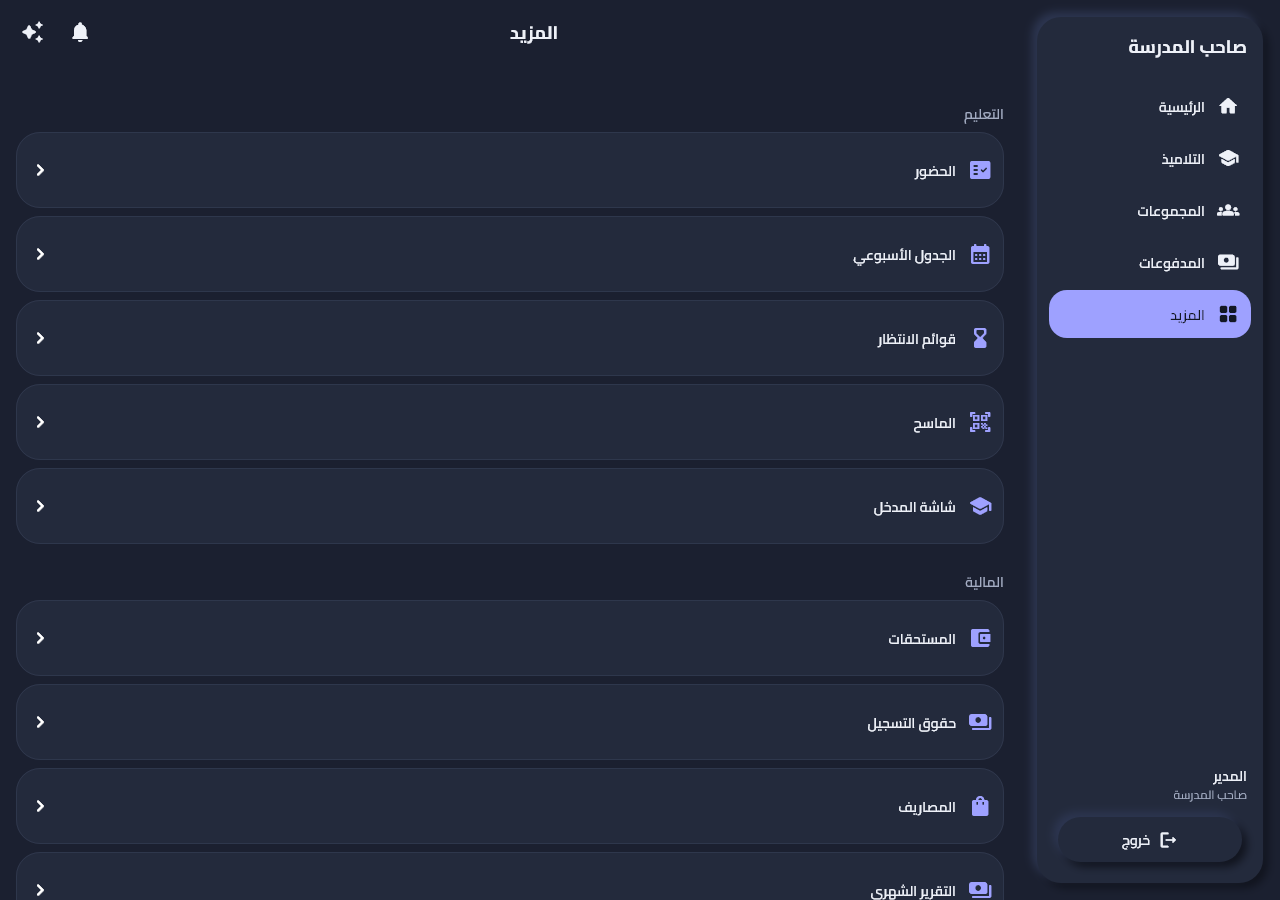 صاحب المدرسة
الرئيسية
التلاميذ
المجموعات
المدفوعات
المزيد
المدير
صاحب المدرسة
خروج
المزيد
التعليم
الحضور
الجدول الأسبوعي
قوائم الانتظار
الماسح
شاشة المدخل
المالية
المستحقات
حقوق التسجيل
المصاريف
التقرير الشهري